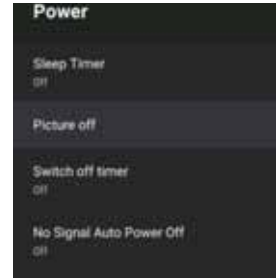 Power
Sleep Timer
Off
Picture off
Switch off timer
Off
No Signal Auto Power Off
Off